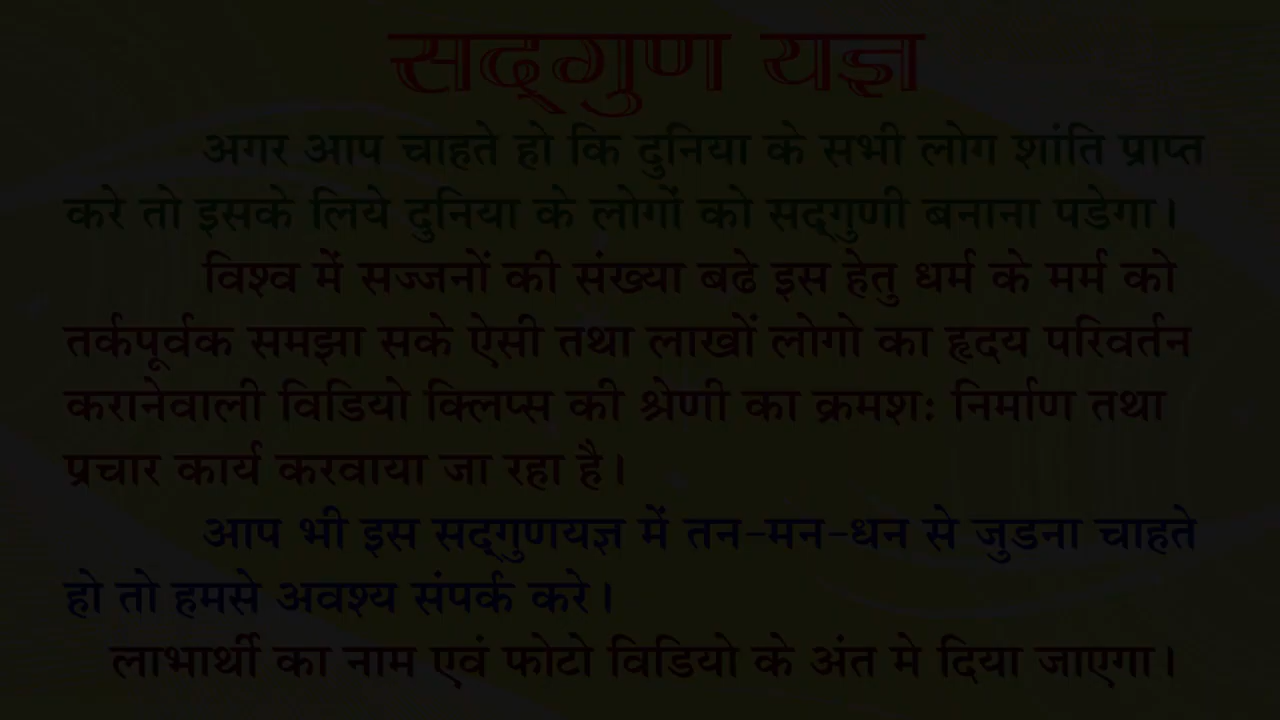 सद्गुण यज्ञ
अगर आप चाहते हो कि दुनिया के सभी लोग शांति प्राप्त
करे तो इसके लिये दुनिया के लोगों को सद्गुणी बनाना पडेगा।
विश्व में सज्जनों की संख्या बढे इस हेतु धर्म के मर्म को
तर्कपूर्वक समझा सके ऐसी तथा लाखों लोगो का हृदय परिवर्तन
करानेवाली विडियो क्लिप्स की श्रेणी का क्रमशः निर्माण तथा
प्रचार कार्य करवाया जा रहा है।
आप भी इस सद्गुणयज्ञ में तन-मन-धन से जुडना चाहते
हो तो हमसे अवश्य संपर्क करे।
लाभार्थी का नाम एवं फोटो विडियो के अंत मे दिया जाएगा।